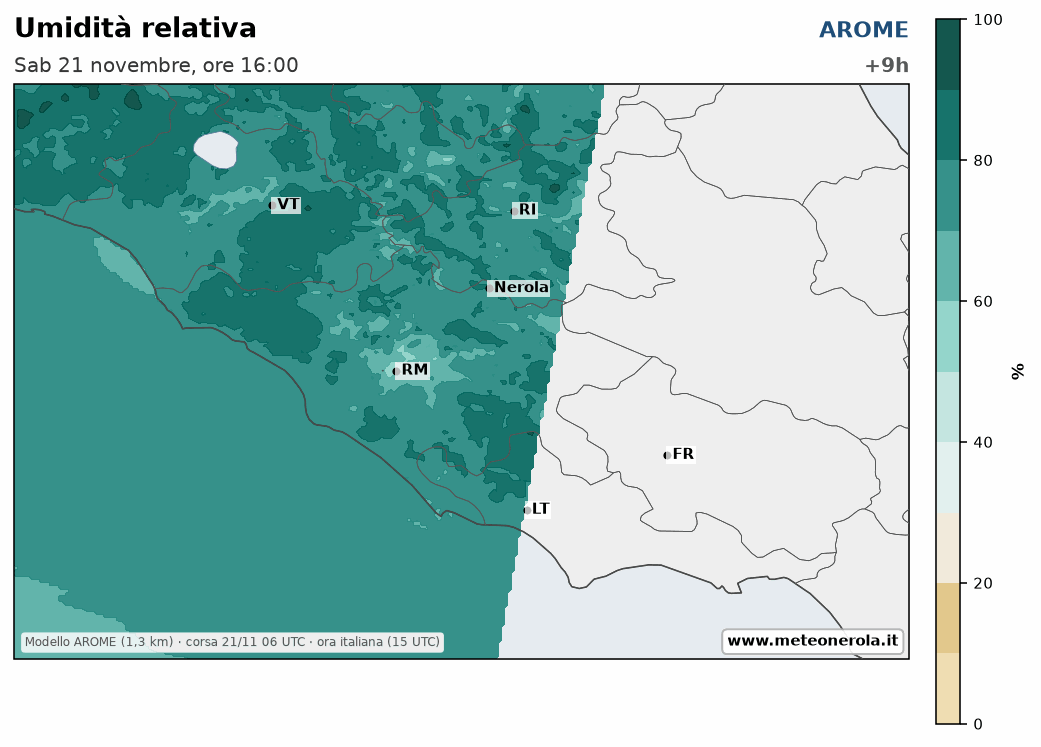 Umidità relativa
AROME
Sab 21 novembre, ore 16:00
+9h
100
80
60
40
20
0
%
VT
RI
Nerola
RM
FR
LT
Modello AROME (1,3 km) · corsa 21/11 06 UTC · ora italiana (15 UTC)
www.meteonerola.it